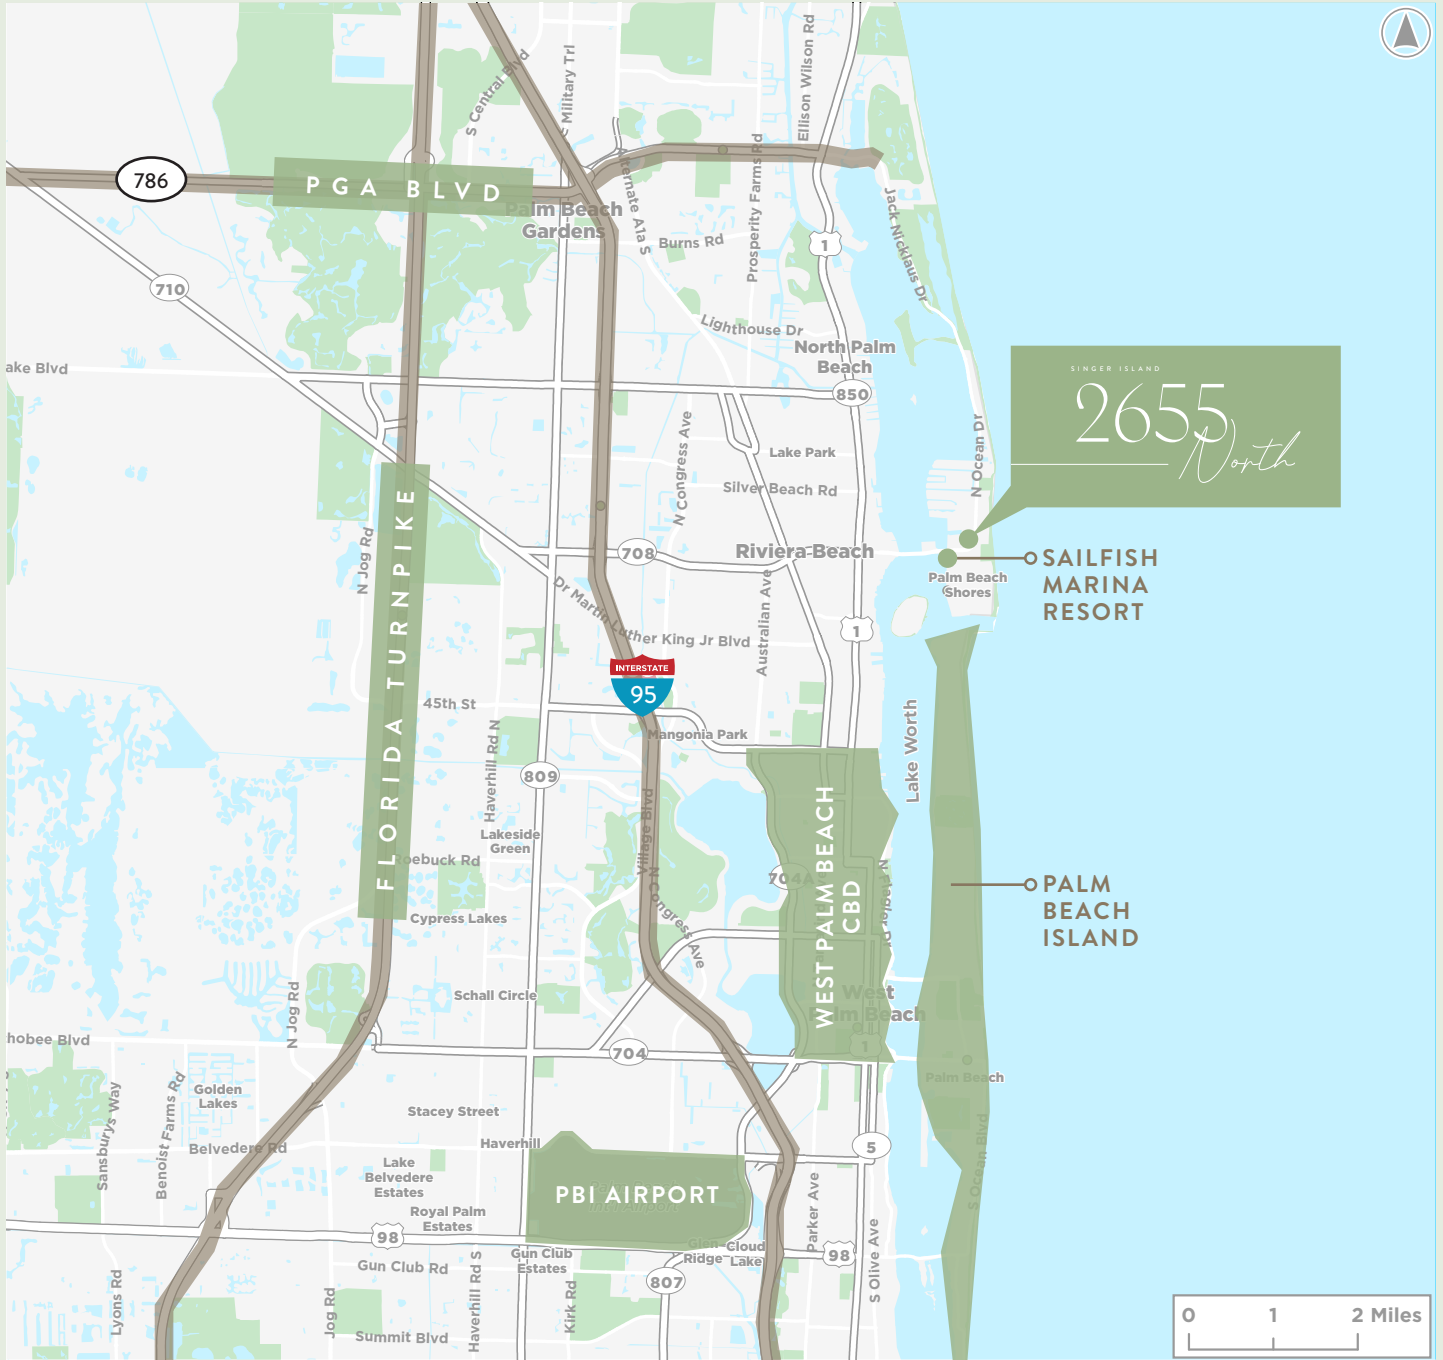 S Central Blvd
Military Trl
Ellison Wilson Rd
786
PGA BLVD
Palm Beach
Gardens
Alternate A1a S
Prosperity Farms Rd
Burns Rd
1
Jack Nicklaus Dr
710
Lighthouse Dr
North Palm
Beach
ake Blvd
850
SINGER ISLAND
2655
North
N Ocean Dr
N Congress Ave
Lake Park
Silver Beach Rd
FLORIDA TURNPIKE
N Jog Rd
708
Riviera Beach
SAILFISH
MARINA
RESORT
Palm Beach
Shores
Dr Martin Luther King Jr Blvd
Australian Ave
1
INTERSTATE
95
45th St
Haverhill Rd N
Mangonia Park
Lake Worth
809
Village Blvd
WEST PALM BEACH
CBD
Lakeside
Green
Roebuck Rd
704A
N Flagler Dr
PALM
BEACH
ISLAND
Cypress Lakes
N Congress Ave
Schall Circle
West
Palm Beach
N Jog Rd
hobee Blvd
704
1
Palm Beach
Golden
Lakes
Sansburys Way
Benoist Farms Rd
Stacey Street
Belvedere Rd
Haverhill
5
S Ocean Blvd
Lake
Belvedere
Estates
PBI AIRPORT
Royal Palm
Estates
98
Parker Ave
Gun Club
Estates
Glen
Ridge
Cloud
Lake
98
S Olive Ave
Gun Club Rd
Haverhill Rd S
807
Lyons Rd
Jog Rd
Kirk Rd
Summit Blvd
0 1 2 Miles